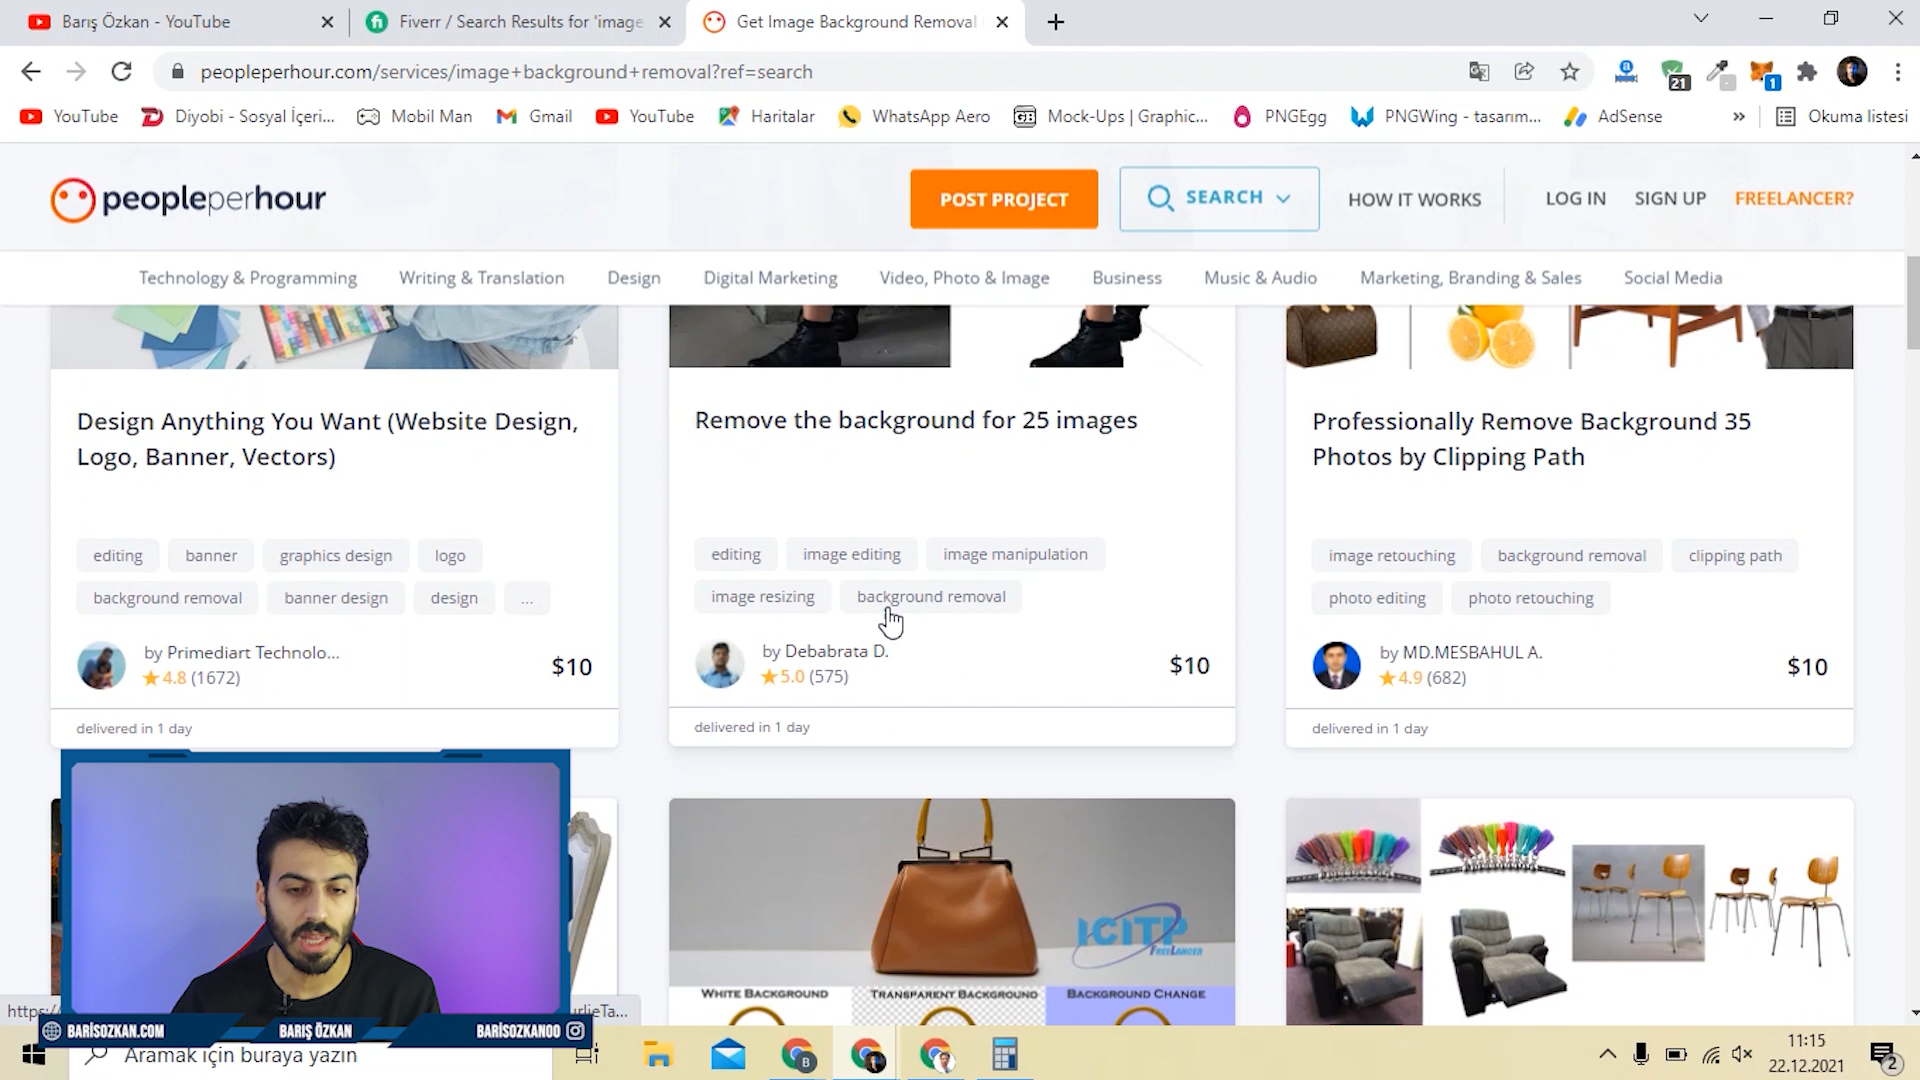 Barış Özkan - YouTube
Fiverr / Search Results for 'image
Get Image Background Removal
peopleperhour.com/services/image+background+removal?ref=search
21
1
YouTube
Diyobi - Sosyal İçeri...
Mobil Man
Gmail
YouTube
Haritalar
WhatsApp Aero
Mock-Ups | Graphic...
PNGEgg
PNGWing - tasarım...
AdSense
»
Okuma listesi
peopleperhour
POST PROJECT
SEARCH
HOW IT WORKS
LOG IN
SIGN UP
FREELANCER?
Technology & Programming
Writing & Translation
Design
Digital Marketing
Video, Photo & Image
Business
Music & Audio
Marketing, Branding & Sales
Social Media
Design Anything You Want (Website Design,
Logo, Banner, Vectors)
editing
banner
graphics design
logo
background removal
banner design
design
...
by Primediart Technolo...
4.8 (1672)
$10
delivered in 1 day
Remove the background for 25 images
editing
image editing
image manipulation
image resizing
background removal
by Debabrata D.
5.0 (575)
$10
delivered in 1 day
Professionally Remove Background 35
Photos by Clipping Path
image retouching
background removal
clipping path
photo editing
photo retouching
by MD.MESBAHUL A.
4.9 (682)
$10
delivered in 1 day
ICITP
FREELANCER
WHITE BACKGROUND
TRANSPARENT BACKGROUND
BACKGROUND CHANGE
BARİSOZKAN.COM
BARIŞ ÖZKAN
BARİSOZKANOO
Aramak için buraya yazın
B
11:15
22.12.2021
2